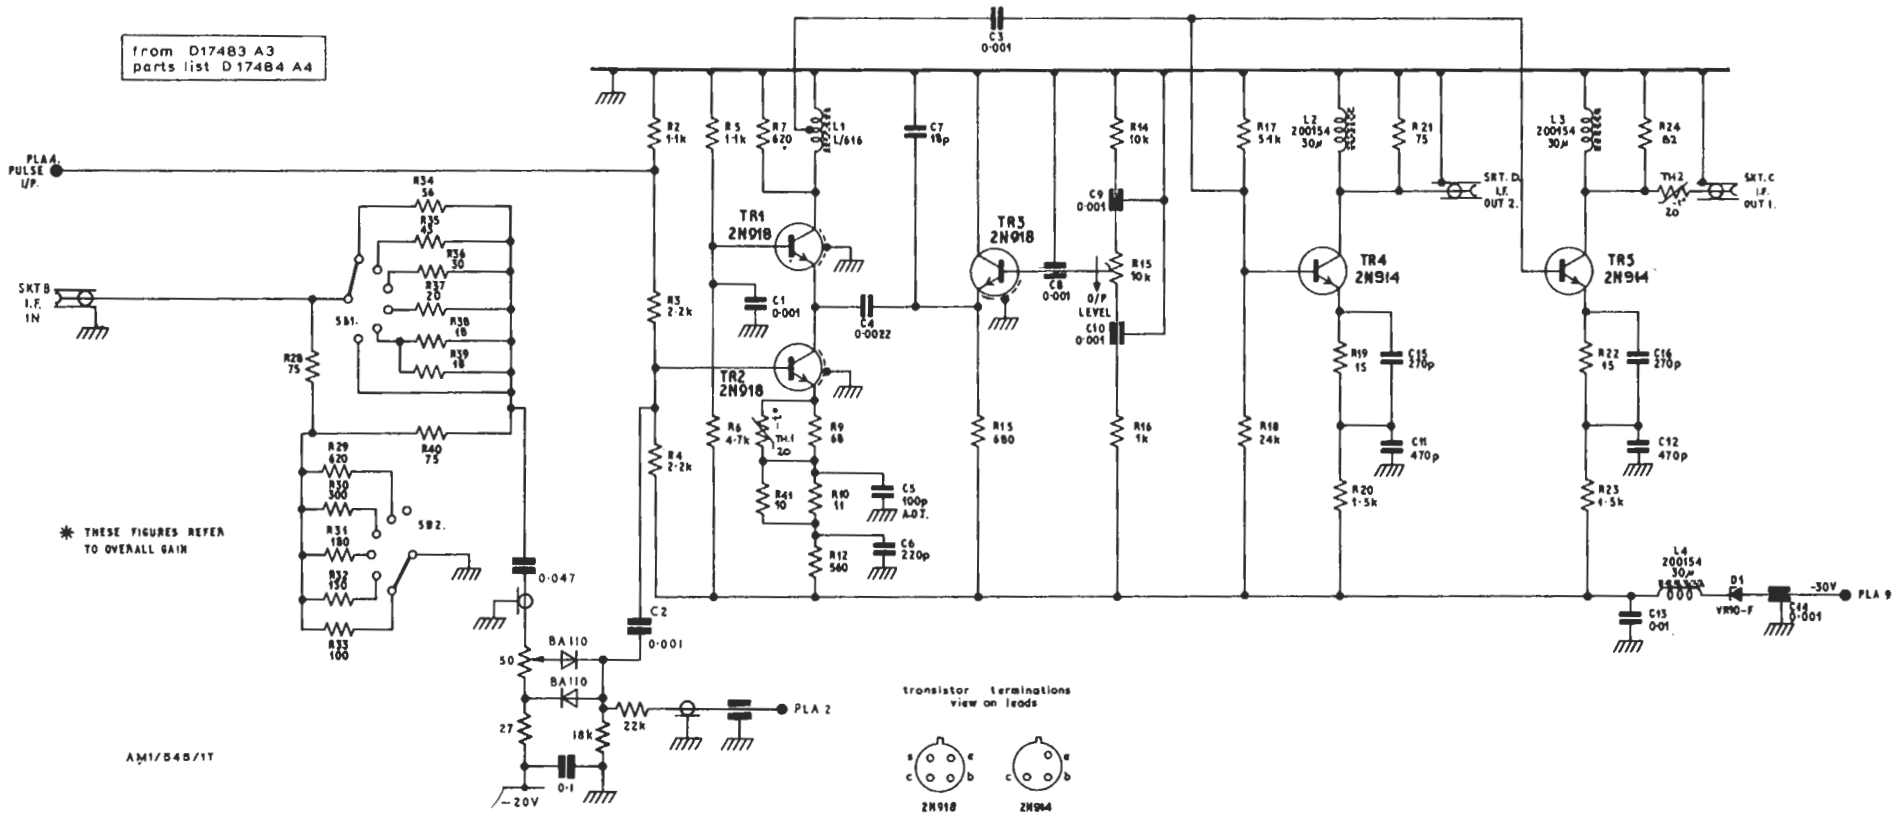 from D17483 A3
parts list D17484 A4
C3
0·001
R2
1·1k
R5
1·1k
R7
620
L1
L/616
C7
18p
R14
10k
R17
5·1k
L2
200154
30µ
R21
75
L3
200154
30µ
R24
82
PLA4.
PULSE
I/P.
R34
56
R35
43
R36
30
R37
20
R38
18
R39
18
SB1.
SKT B
I.F.
IN
R28
75
R40
75
TR1
2N918
TR3
2N918
C9
0·001
SKT. D.
I.F.
OUT 2.
TH2
-t°
20
SKT. C
I.F.
OUT 1.
C1
0·001
R3
2·2k
C4
0·0022
C8
0·001
R15
10k
O/P
LEVEL
C10
0·001
TR4
2N914
TR5
2N914
TR2
2N918
R19
15
C15
270p
R22
15
C16
270p
R6
4·7k
-t°
TH.1
20
R9
68
R15
680
R16
1k
R18
24k
C11
470p
C12
470p
R4
2·2k
R41
10
R10
11
C5
100p
A.O.T.
R20
1·5k
R23
1·5k
R12
560
C6
220p
R29
620
R30
300
R31
180
R32
130
R33
100
SB2.
* THESE FIGURES REFER
TO OVERALL GAIN
0·047
C2
0·001
L4
200154
30µ
D1
VR10-F
-30V
PLA 9
C13
0·01
C14
0·001
BA110
50
BA110
27
18k
22k
PLA 2
0·1
-20V
AM1/545/1T
transistor terminations
view on leads
s e
c b
2N918
e
c b
2N914